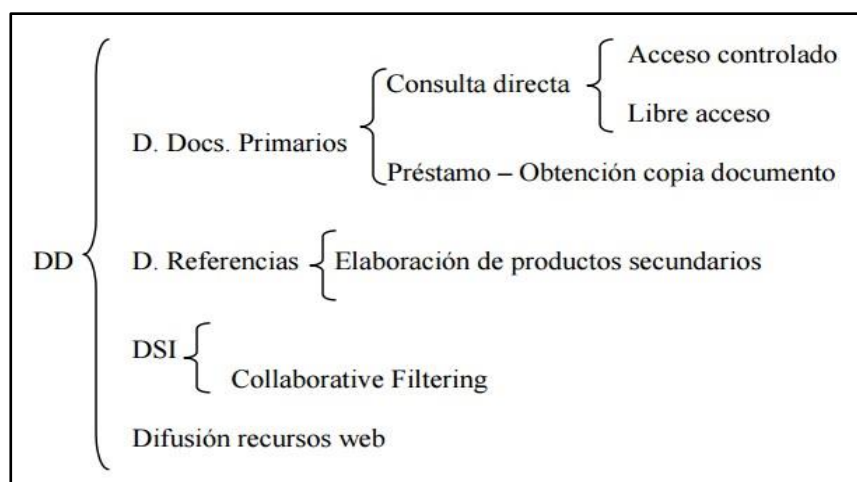 Acceso controlado
Consulta directa
Libre acceso
D. Docs. Primarios
Préstamo – Obtención copia documento
DD
D. Referencias
Elaboración de productos secundarios
DSI
Collaborative Filtering
Difusión recursos web